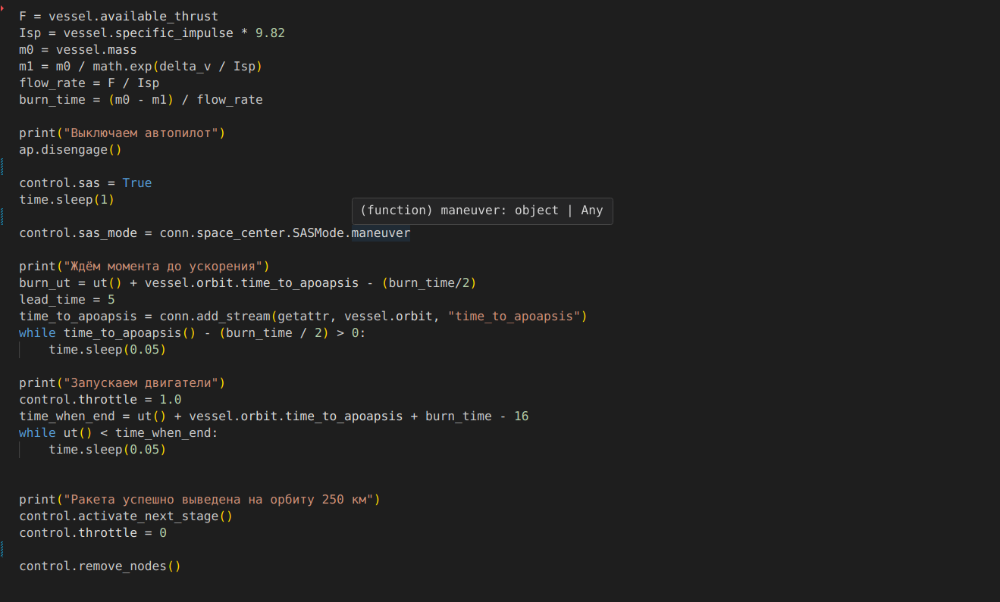 F = vessel.available_thrust
Isp = vessel.specific_impulse * 9.82
m0 = vessel.mass
m1 = m0 / math.exp(delta_v / Isp)
flow_rate = F / Isp
burn_time = (m0 - m1) / flow_rate
print("Выключаем автопилот")
ap.disengage()
control.sas = True
time.sleep(1)
(function) maneuver: object | Any
control.sas_mode = conn.space_center.SASMode.maneuver
print("Ждём момента до ускорения")
burn_ut = ut() + vessel.orbit.time_to_apoapsis - (burn_time/2)
lead_time = 5
time_to_apoapsis = conn.add_stream(getattr, vessel.orbit, "time_to_apoapsis")
while time_to_apoapsis() - (burn_time / 2) > 0:
    time.sleep(0.05)
print("Запускаем двигатели")
control.throttle = 1.0
time_when_end = ut() + vessel.orbit.time_to_apoapsis + burn_time - 16
while ut() < time_when_end:
    time.sleep(0.05)
print("Ракета успешно выведена на орбиту 250 км")
control.activate_next_stage()
control.throttle = 0
control.remove_nodes()